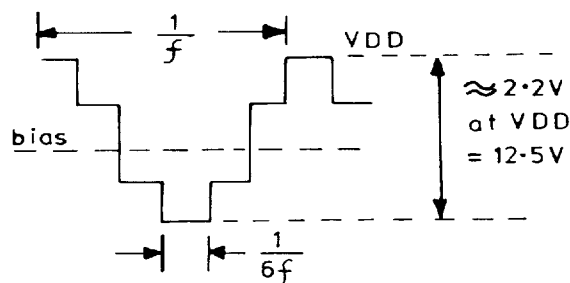 1/f
VDD
≈ 2·2V
at VDD
= 12·5V
bias
1/6f